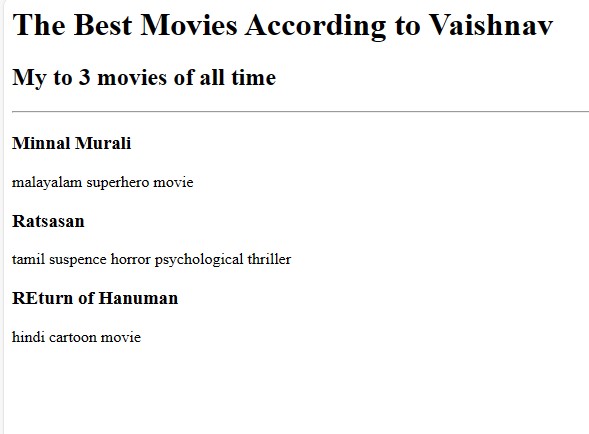 The Best Movies According to Vaishnav
My to 3 movies of all time
Minnal Murali
malayalam superhero movie
Ratsasan
tamil suspence horror psychological thriller
REturn of Hanuman
hindi cartoon movie